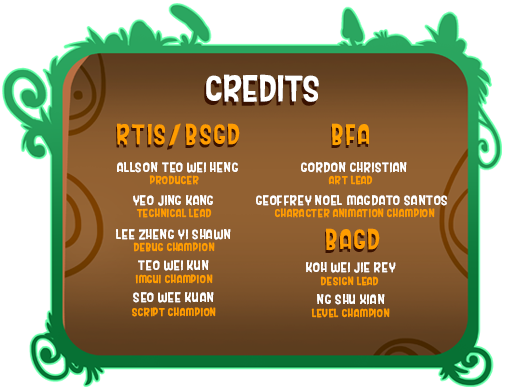 CREDITS
RTIS/BSGD
ALLSON TEO WEI HENG
PRODUCER
YEO JING KANG
TECHNICAL LEAD
LEE ZHENG YI SHAWN
DEBUG CHAMPION
TEO WEI KUN
IMGUI CHAMPION
SEO WEE KUAN
SCRIPT CHAMPION
BFA
GORDON CHRISTIAN
ART LEAD
GEOFFREY NOEL MAGDATO SANTOS
CHARACTER ANIMATION CHAMPION
BAGD
KOH WEI JIE REY
DESIGN LEAD
NG SHU XIAN
LEVEL CHAMPION